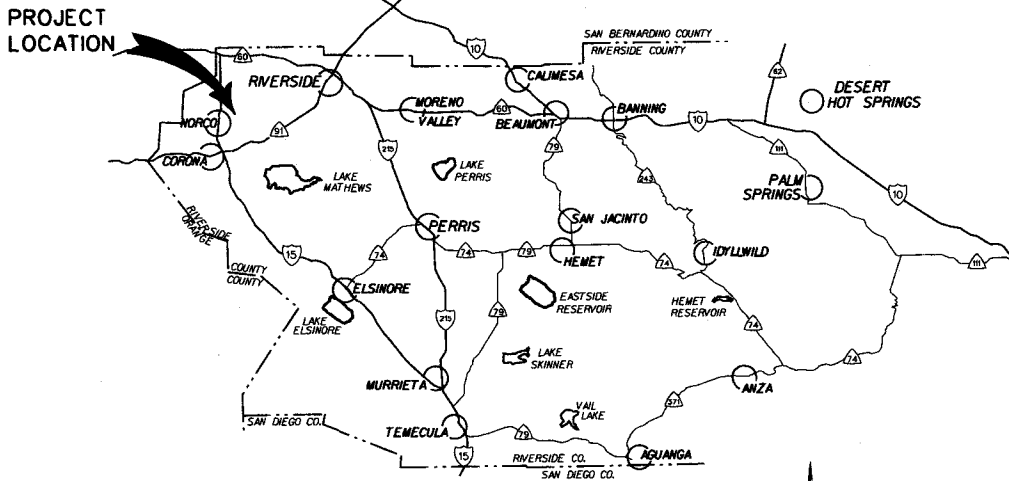 PROJECT
LOCATION
SAN BERNARDINO COUNTY
RIVERSIDE COUNTY
10
60
RIVERSIDE
CALIMESA
62
DESERT
HOT SPRINGS
MORENO
VALLEY
60
BEAUMONT
BANNING
10
NORCO
91
CORONA
215
79
111
LAKE
MATHEWS
LAKE
PERRIS
243
PALM
SPRINGS
10
RIVERSIDE
ORANGE
COUNTY
COUNTY
15
PERRIS
SAN JACINTO
74
74
79
HEMET
74
IDYLLWILD
111
ELSINORE
LAKE
ELSINORE
EASTSIDE
RESERVOIR
HEMET
RESERVOIR
215
79
74
LAKE
SKINNER
74
MURRIETA
ANZA
371
RIVERSIDE CO.
SAN DIEGO CO.
TEMECULA
VAIL
LAKE
79
15
AGUANGA
RIVERSIDE CO.
SAN DIEGO CO.